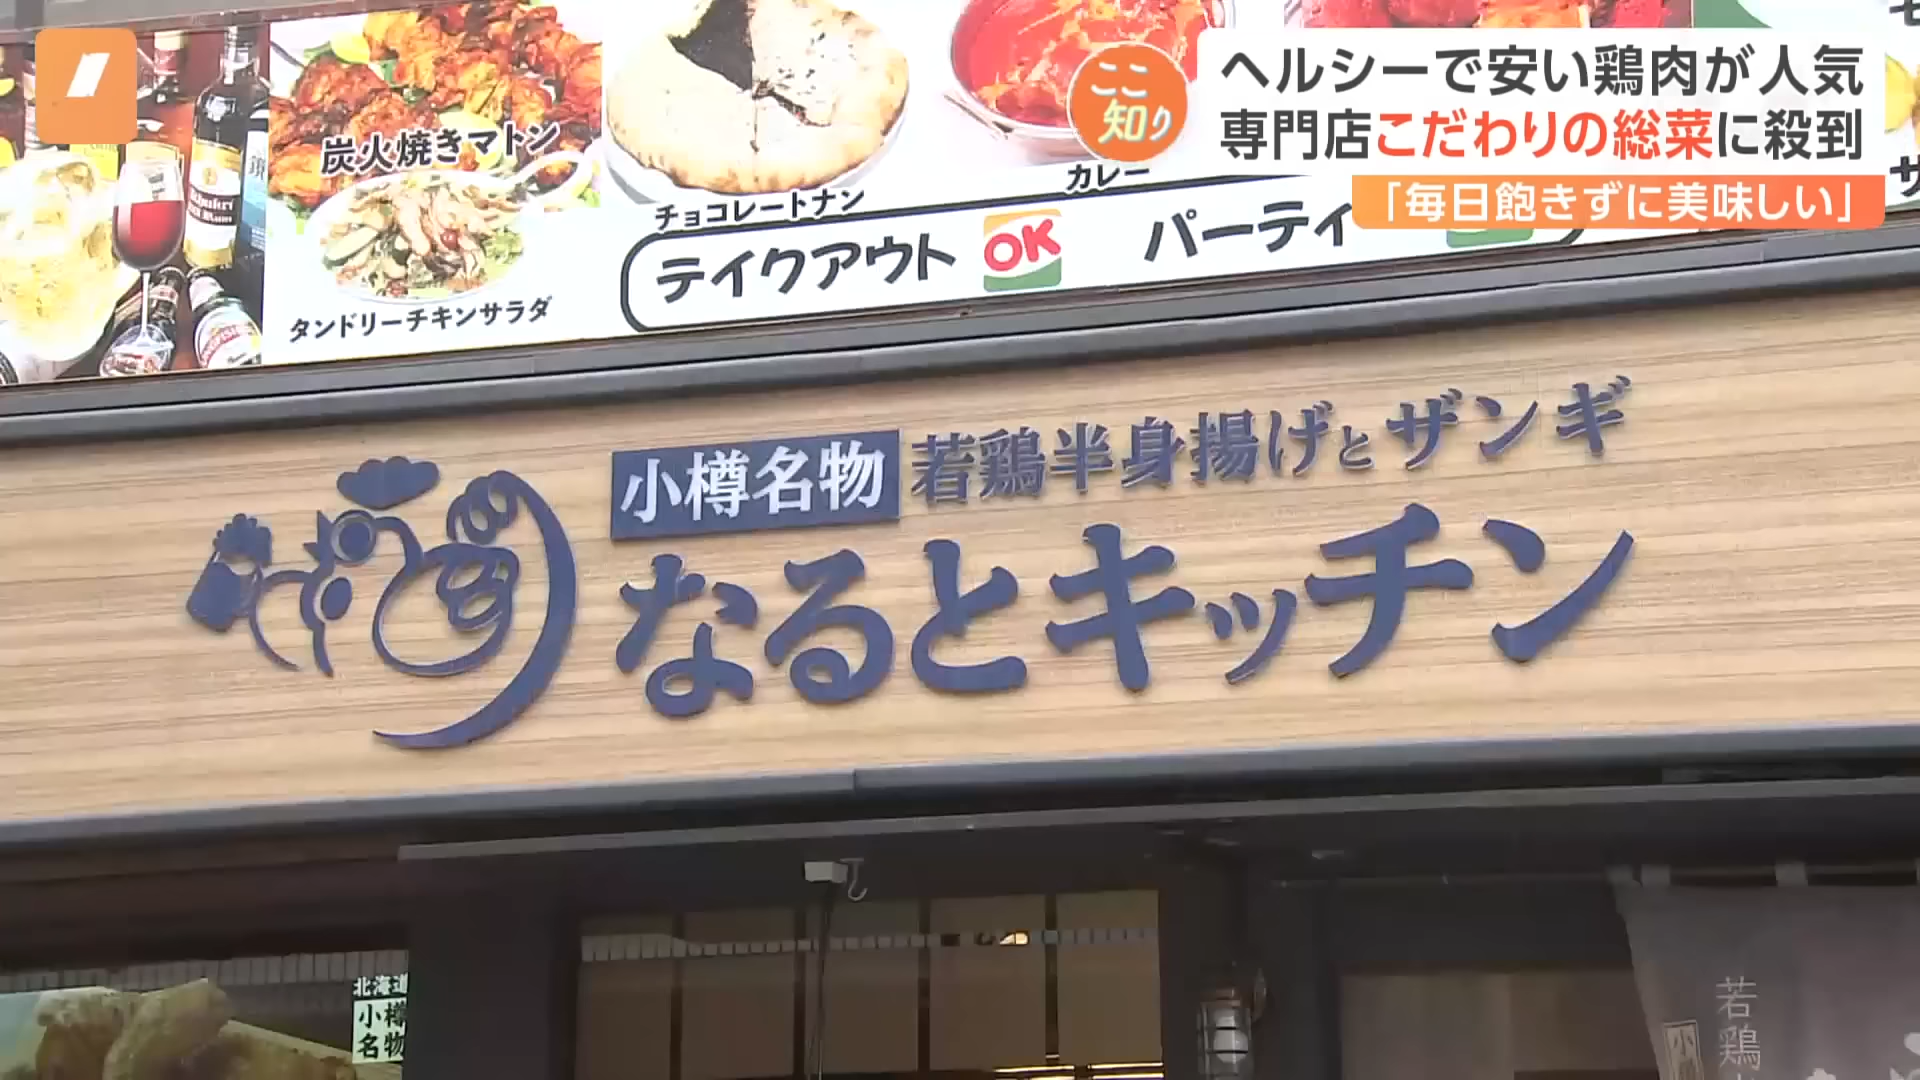 ヘルシーで安い鶏肉が人気
専門店こだわりの総菜に殺到
「毎日飽きずに美味しい」
ここ
知り
炭火焼きマトン
チョコレートナン
カレー
タンドリーチキンサラダ
テイクアウト OK
パーティ
小樽名物 若鶏半身揚げとザンギ
なるとキッチン
北海道
小樽
名物
若鶏
小